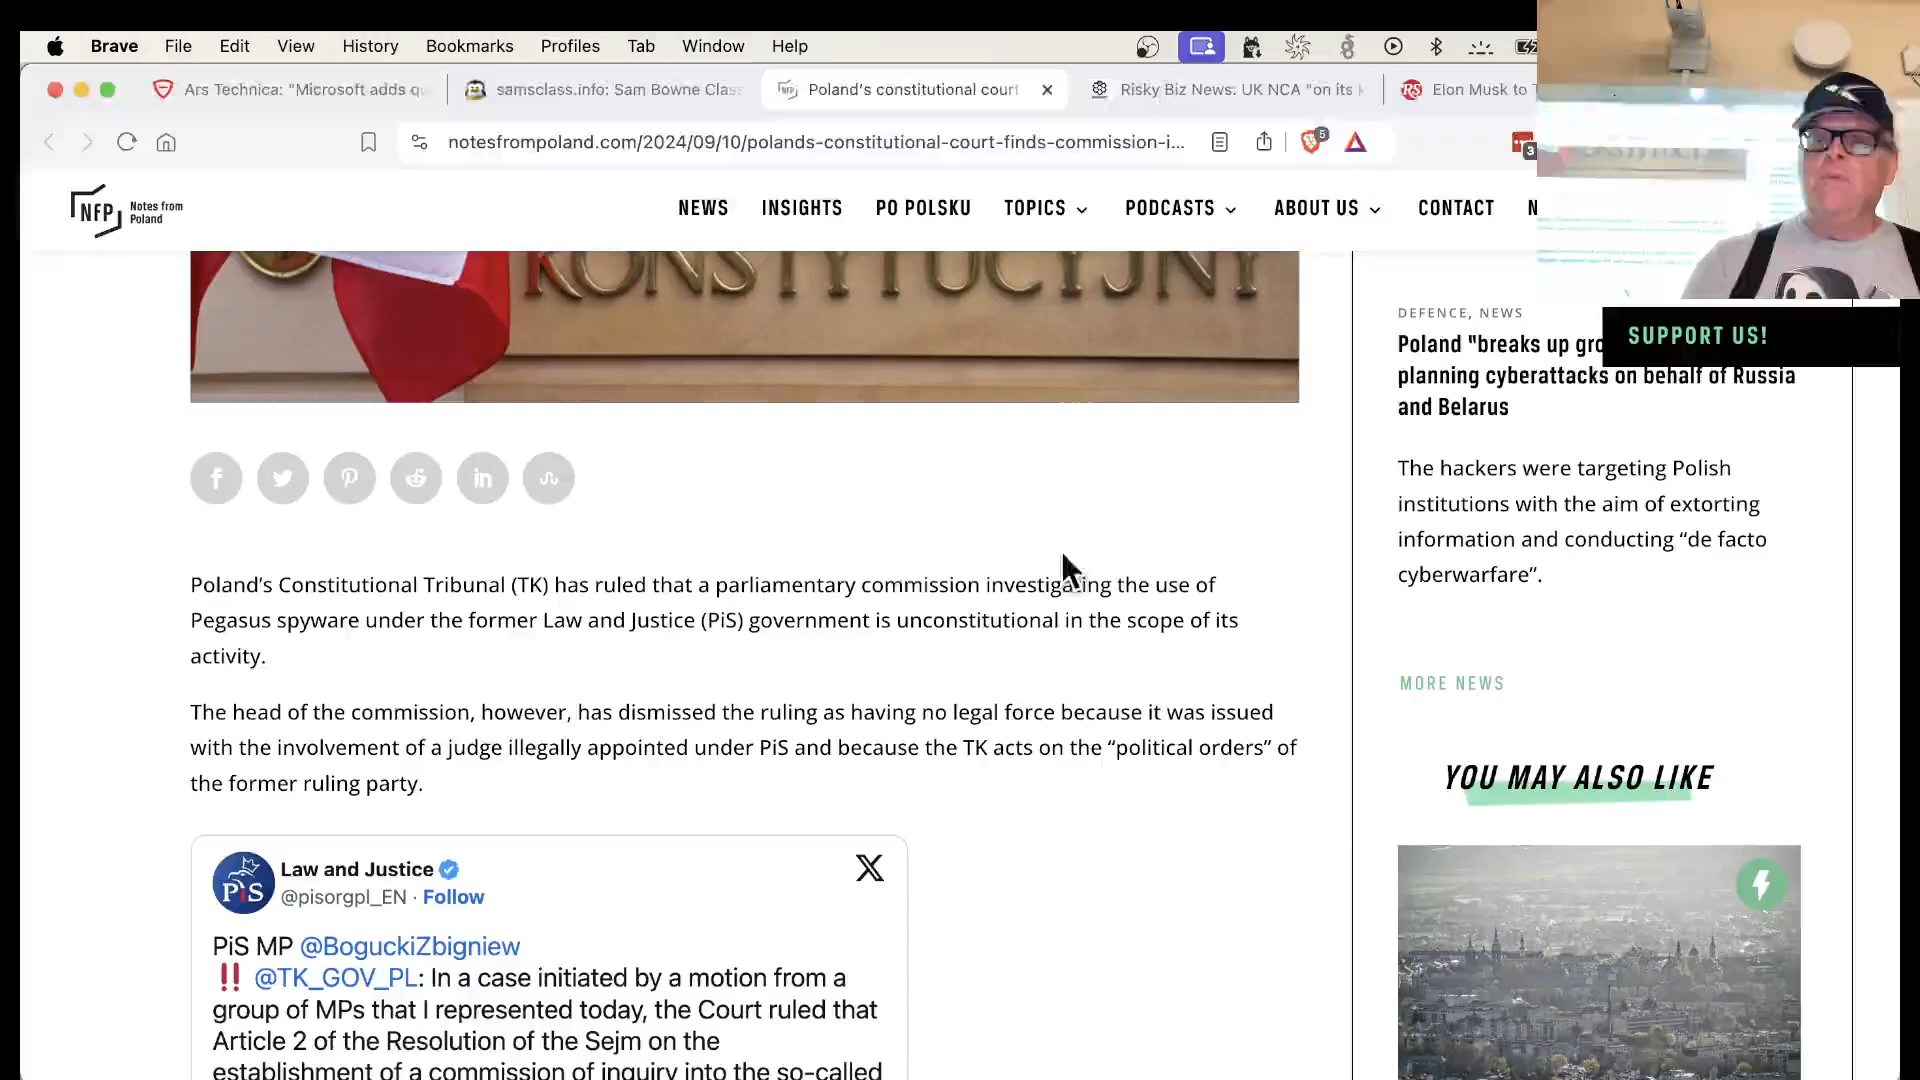 Brave File Edit View History Bookmarks Profiles Tab Window Help
Ars Technica: "Microsoft adds qu
samsclass.info: Sam Bowne Class
Poland's constitutional court
Risky Biz News: UK NCA "on its k
Elon Musk to T
notesfrompoland.com/2024/09/10/polands-constitutional-court-finds-commission-i...
5
3
NFP Notes from
Poland
NEWS INSIGHTS PO POLSKU TOPICS PODCASTS ABOUT US CONTACT N
KONSTYTUCYJNY
Poland's Constitutional Tribunal (TK) has ruled that a parliamentary commission investigating the use of
Pegasus spyware under the former Law and Justice (PiS) government is unconstitutional in the scope of its
activity.
The head of the commission, however, has dismissed the ruling as having no legal force because it was issued
with the involvement of a judge illegally appointed under PiS and because the TK acts on the “political orders” of
the former ruling party.
PiS
Law and Justice
@pisorgpl_EN · Follow
PiS MP @BoguckiZbigniew
‼️ @TK_GOV_PL: In a case initiated by a motion from a
group of MPs that I represented today, the Court ruled that
Article 2 of the Resolution of the Sejm on the
establishment of a commission of inquiry into the so-called
DEFENCE, NEWS
SUPPORT US!
Poland "breaks up gro
planning cyberattacks on behalf of Russia
and Belarus
The hackers were targeting Polish
institutions with the aim of extorting
information and conducting “de facto
cyberwarfare”.
MORE NEWS
YOU MAY ALSO LIKE